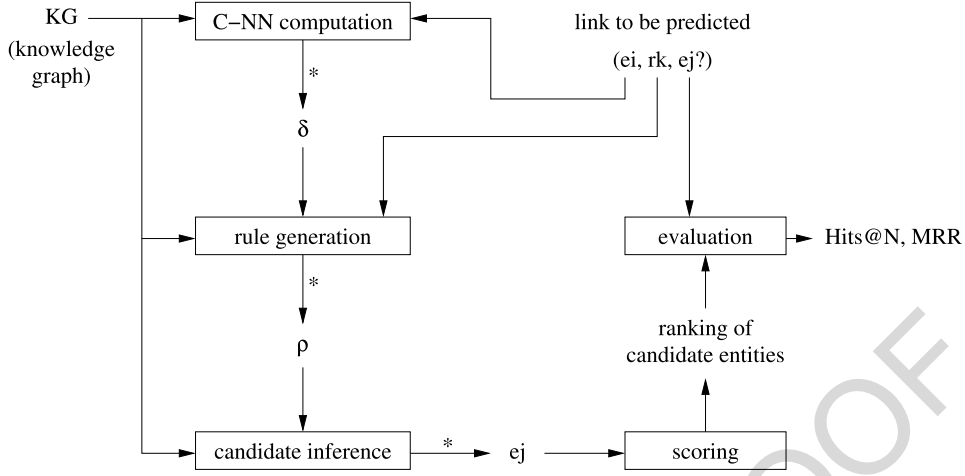 KG
(knowledge
graph)
C−NN computation
link to be predicted
(ei, rk, ej?)
*
δ
rule generation
evaluation
Hits@N, MRR
*
ρ
ranking of
candidate entities
candidate inference
*
ej
scoring